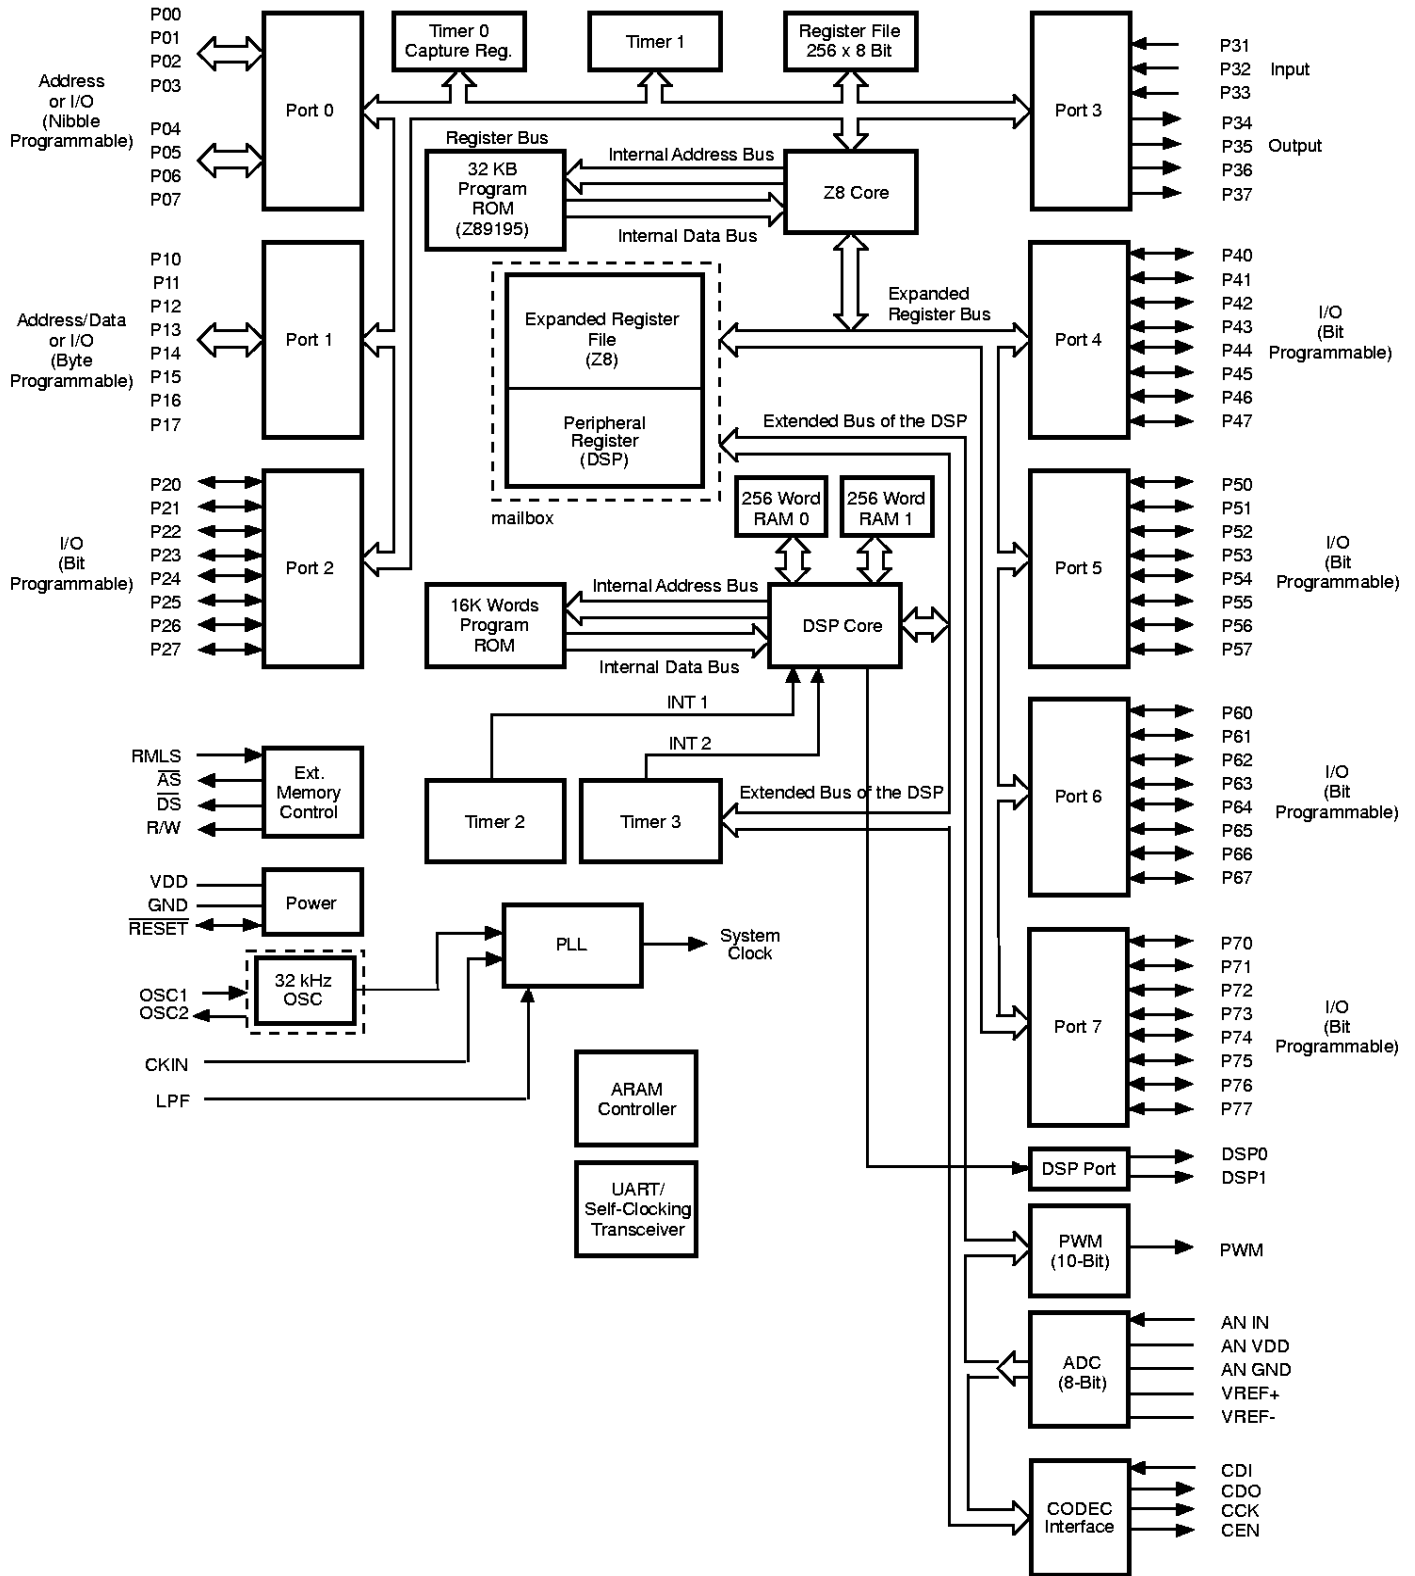 P00
P01
P02
P03
P04
P05
P06
P07
Address
or I/O
(Nibble
Programmable)
Port 0
Timer 0
Capture Reg.
Timer 1
Register File
256 x 8 Bit
Port 3
P31
P32
P33
Input
P34
P35
P36
P37
Output
Register Bus
32 KB
Program
ROM
(Z89195)
Internal Address Bus
Internal Data Bus
Z8 Core
P10
P11
P12
P13
P14
P15
P16
P17
Address/Data
or I/O
(Byte
Programmable)
Port 1
Expanded Register
File
(Z8)
Peripheral
Register
(DSP)
mailbox
Expanded
Register Bus
Extended Bus of the DSP
Port 4
P40
P41
P42
P43
P44
P45
P46
P47
I/O
(Bit
Programmable)
P20
P21
P22
P23
P24
P25
P26
P27
I/O
(Bit
Programmable)
Port 2
256 Word
RAM 0
256 Word
RAM 1
16K Words
Program
ROM
Internal Address Bus
Internal Data Bus
DSP Core
Port 5
P50
P51
P52
P53
P54
P55
P56
P57
I/O
(Bit
Programmable)
INT 1
INT 2
Timer 2
Timer 3
Extended Bus of the DSP
Port 6
P60
P61
P62
P63
P64
P65
P66
P67
I/O
(Bit
Programmable)
RMLS
AS
DS
R/W
Ext.
Memory
Control
VDD
GND
RESET
Power
OSC1
OSC2
32 kHz
OSC
CKIN
LPF
PLL
System
Clock
Port 7
P70
P71
P72
P73
P74
P75
P76
P77
I/O
(Bit
Programmable)
ARAM
Controller
UART/
Self-Clocking
Transceiver
DSP Port
DSP0
DSP1
PWM
(10-Bit)
PWM
ADC
(8-Bit)
AN IN
AN VDD
AN GND
VREF+
VREF-
CODEC
Interface
CDI
CDO
CCK
CEN